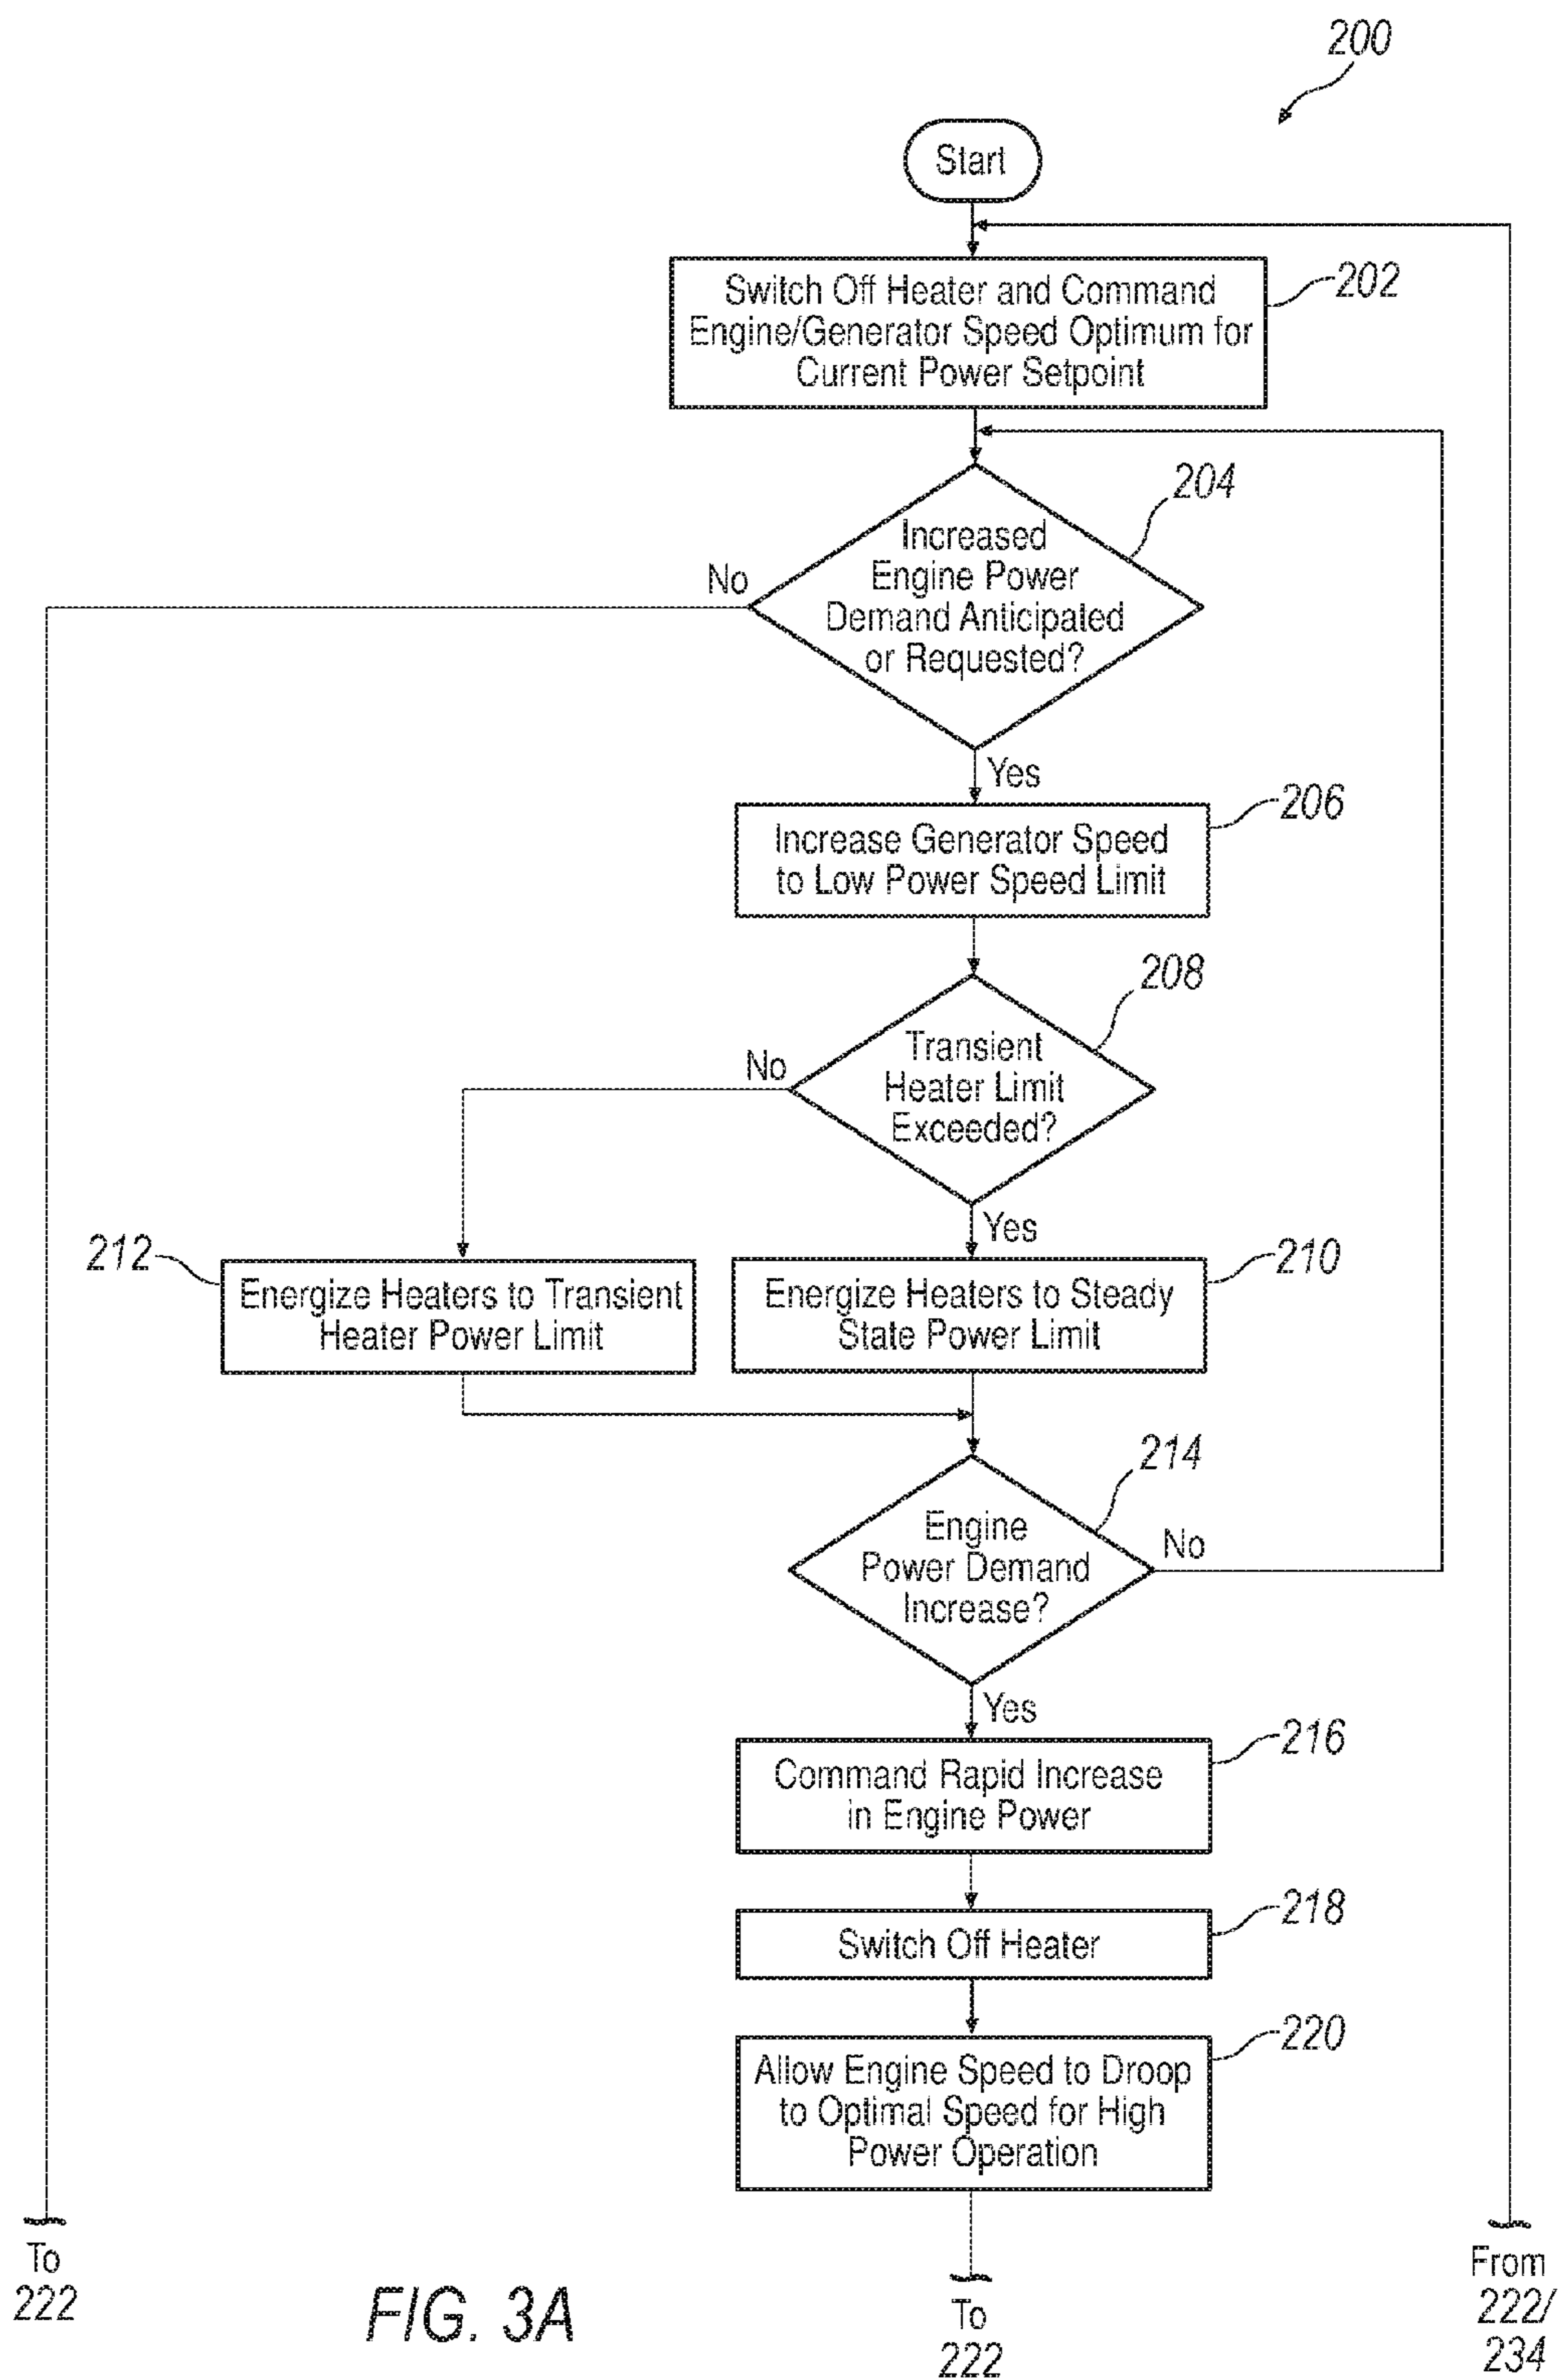 200
Start
Switch Off Heater and Command
Engine/Generator Speed Optimum for
Current Power Setpoint
202
204
Increased
Engine Power
Demand Anticipated
or Requested?
No
Yes
206
Increase Generator Speed
to Low Power Speed Limit
208
Transient
Heater Limit
Exceeded?
No
Yes
212
Energize Heaters to Transient
Heater Power Limit
210
Energize Heaters to Steady
State Power Limit
214
Engine
Power Demand
Increase?
No
Yes
216
Command Rapid Increase
in Engine Power
218
Switch Off Heater
220
Allow Engine Speed to Droop
to Optimal Speed for High
Power Operation
To
222
FIG. 3A
To
222
From
222/
234